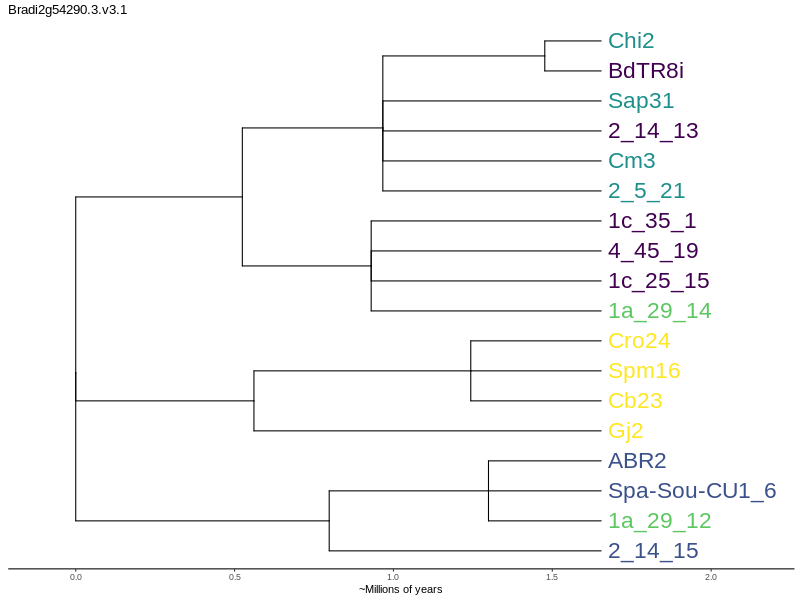 Bradi2g54290.3.v3.1
Chi2
BdTR8i
Sap31
2_14_13
Cm3
2_5_21
1c_35_1
4_45_19
1c_25_15
1a_29_14
Cro24
Spm16
Cb23
Gj2
ABR2
Spa-Sou-CU1_6
1a_29_12
2_14_15
0.0 0.5 1.0 1.5 2.0
~Millions of years